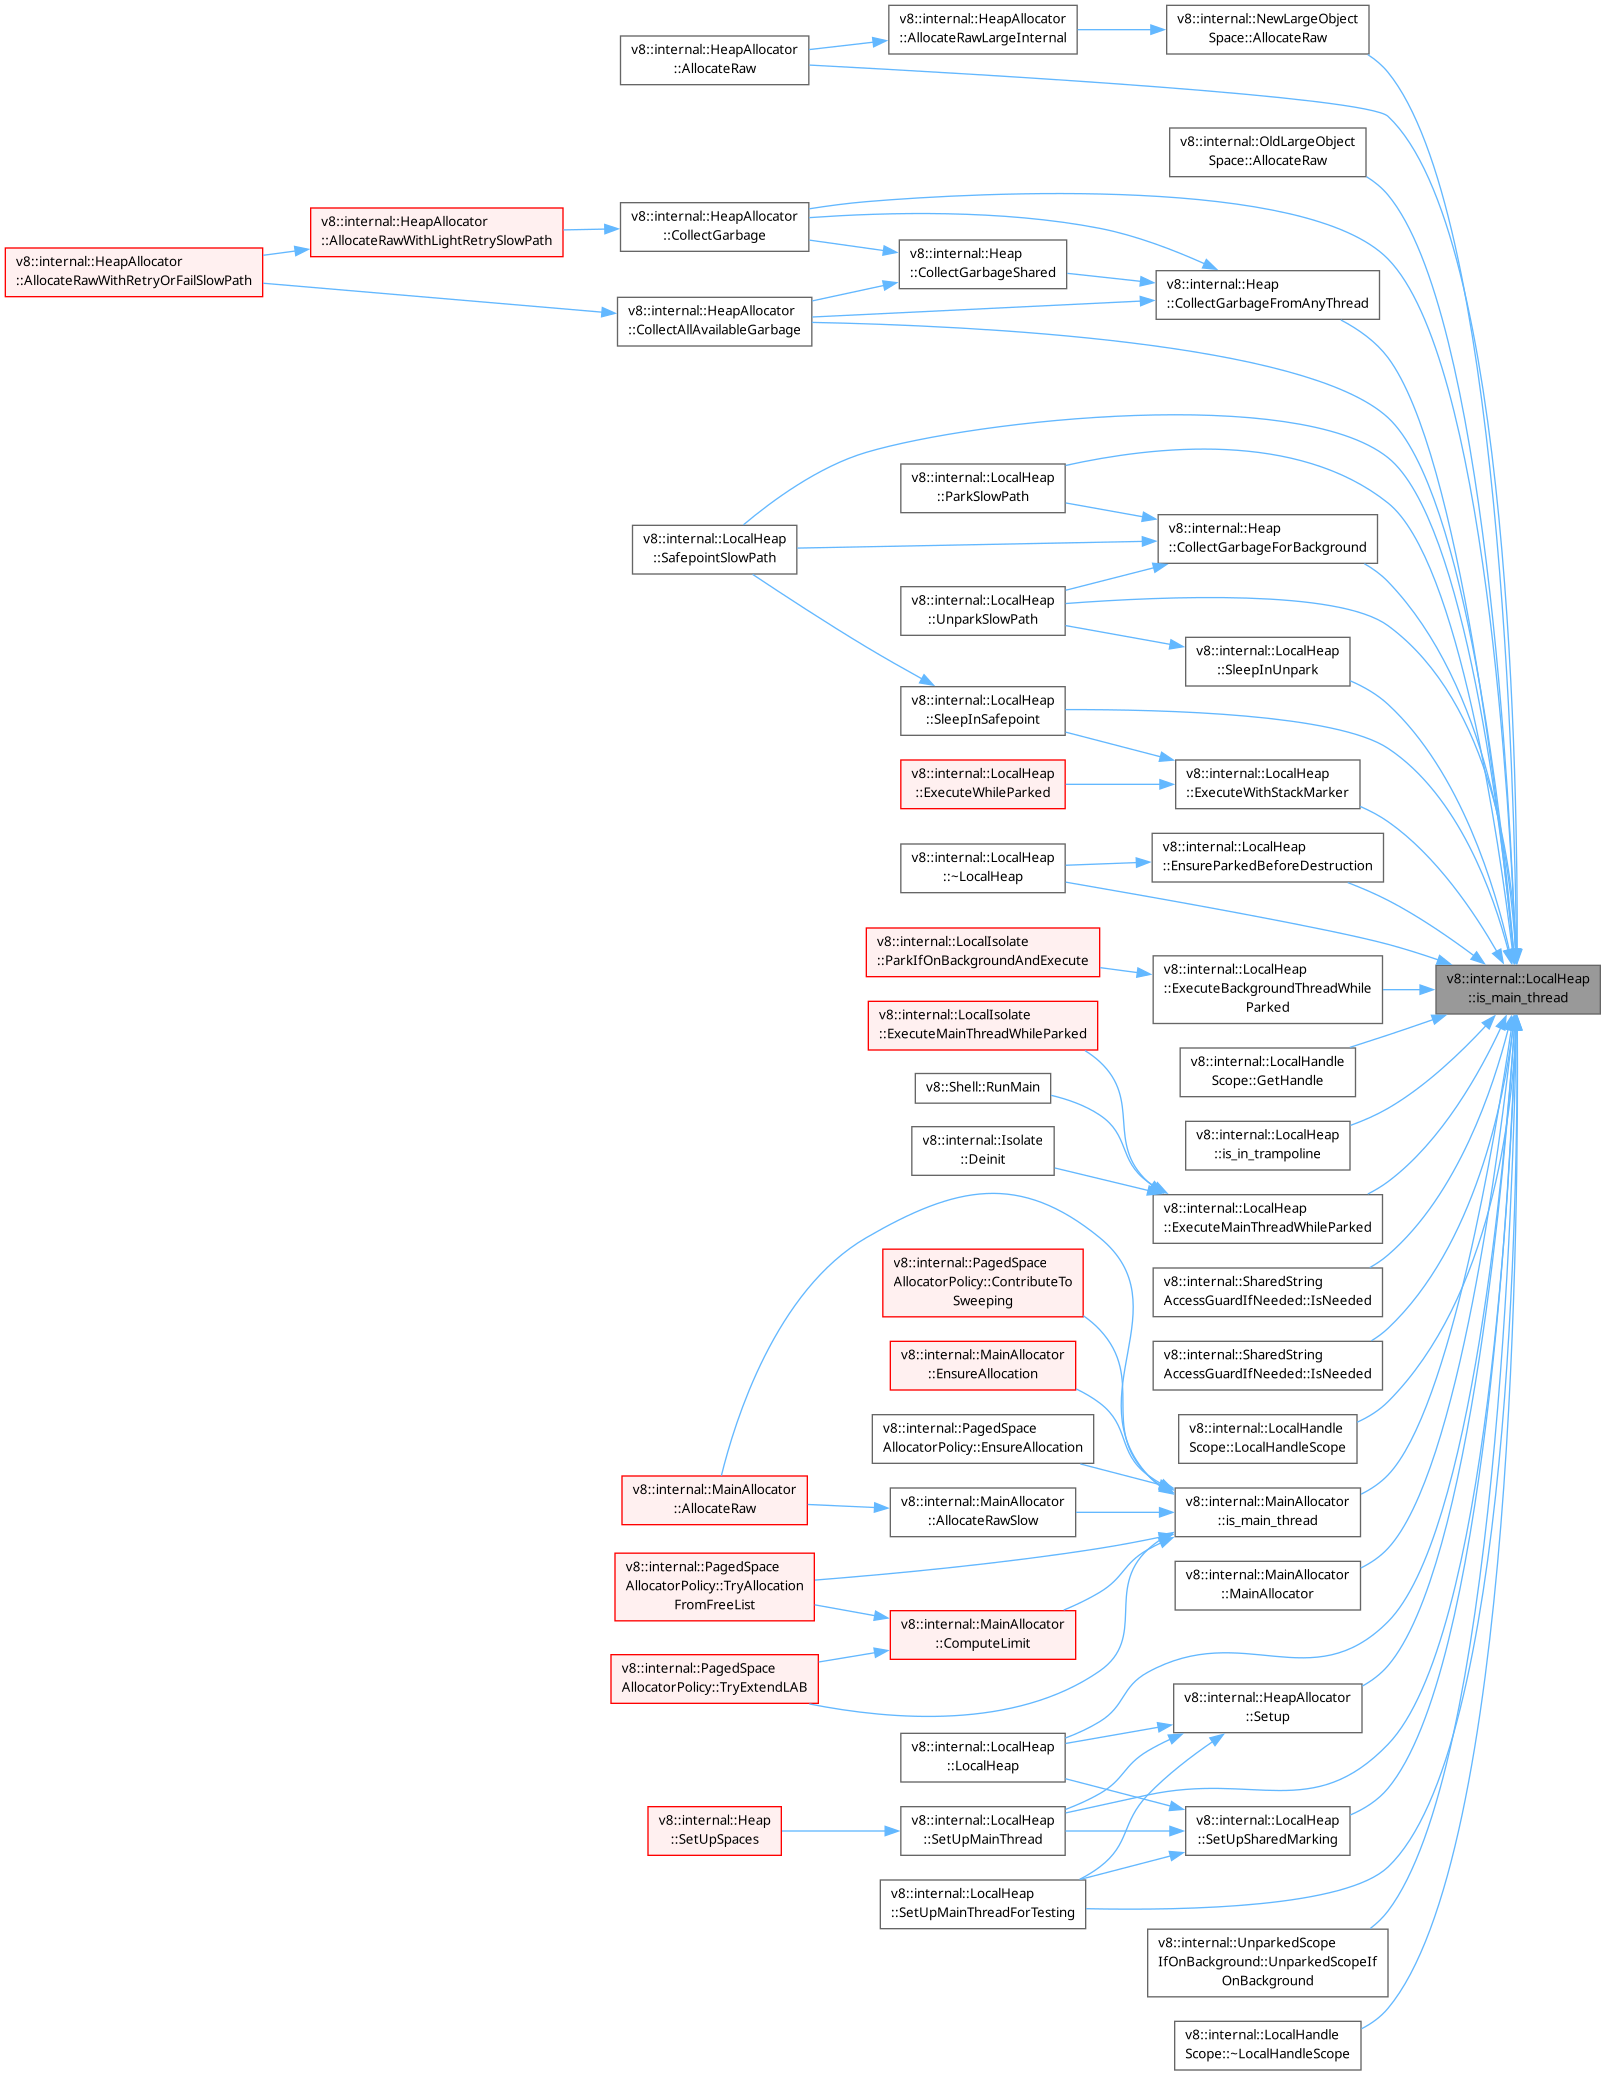 v8::internal::NewLargeObject
Space::AllocateRaw
v8::internal::HeapAllocator
::AllocateRawLargeInternal
v8::internal::HeapAllocator
::AllocateRaw
v8::internal::OldLargeObject
Space::AllocateRaw
v8::internal::HeapAllocator
::CollectGarbage
v8::internal::HeapAllocator
::AllocateRawWithLightRetrySlowPath
v8::internal::HeapAllocator
::AllocateRawWithRetryOrFailSlowPath
v8::internal::Heap
::CollectGarbageShared
v8::internal::Heap
::CollectGarbageFromAnyThread
v8::internal::HeapAllocator
::CollectAllAvailableGarbage
v8::internal::LocalHeap
::ParkSlowPath
v8::internal::Heap
::CollectGarbageForBackground
v8::internal::LocalHeap
::SafepointSlowPath
v8::internal::LocalHeap
::UnparkSlowPath
v8::internal::LocalHeap
::SleepInUnpark
v8::internal::LocalHeap
::SleepInSafepoint
v8::internal::LocalHeap
::ExecuteWhileParked
v8::internal::LocalHeap
::ExecuteWithStackMarker
v8::internal::LocalHeap
::~LocalHeap
v8::internal::LocalHeap
::EnsureParkedBeforeDestruction
v8::internal::LocalIsolate
::ParkIfOnBackgroundAndExecute
v8::internal::LocalHeap
::ExecuteBackgroundThreadWhile
Parked
v8::internal::LocalHeap
::is_main_thread
v8::internal::LocalIsolate
::ExecuteMainThreadWhileParked
v8::internal::LocalHandle
Scope::GetHandle
v8::Shell::RunMain
v8::internal::LocalHeap
::is_in_trampoline
v8::internal::Isolate
::Deinit
v8::internal::LocalHeap
::ExecuteMainThreadWhileParked
v8::internal::SharedString
AccessGuardIfNeeded::IsNeeded
v8::internal::PagedSpace
AllocatorPolicy::ContributeTo
Sweeping
v8::internal::SharedString
AccessGuardIfNeeded::IsNeeded
v8::internal::MainAllocator
::EnsureAllocation
v8::internal::LocalHandle
Scope::LocalHandleScope
v8::internal::PagedSpace
AllocatorPolicy::EnsureAllocation
v8::internal::MainAllocator
::AllocateRaw
v8::internal::MainAllocator
::AllocateRawSlow
v8::internal::MainAllocator
::is_main_thread
v8::internal::PagedSpace
AllocatorPolicy::TryAllocation
FromFreeList
v8::internal::MainAllocator
::MainAllocator
v8::internal::MainAllocator
::ComputeLimit
v8::internal::PagedSpace
AllocatorPolicy::TryExtendLAB
v8::internal::HeapAllocator
::Setup
v8::internal::LocalHeap
::LocalHeap
v8::internal::Heap
::SetUpSpaces
v8::internal::LocalHeap
::SetUpMainThread
v8::internal::LocalHeap
::SetUpSharedMarking
v8::internal::LocalHeap
::SetUpMainThreadForTesting
v8::internal::UnparkedScope
IfOnBackground::UnparkedScopeIf
OnBackground
v8::internal::LocalHandle
Scope::~LocalHandleScope